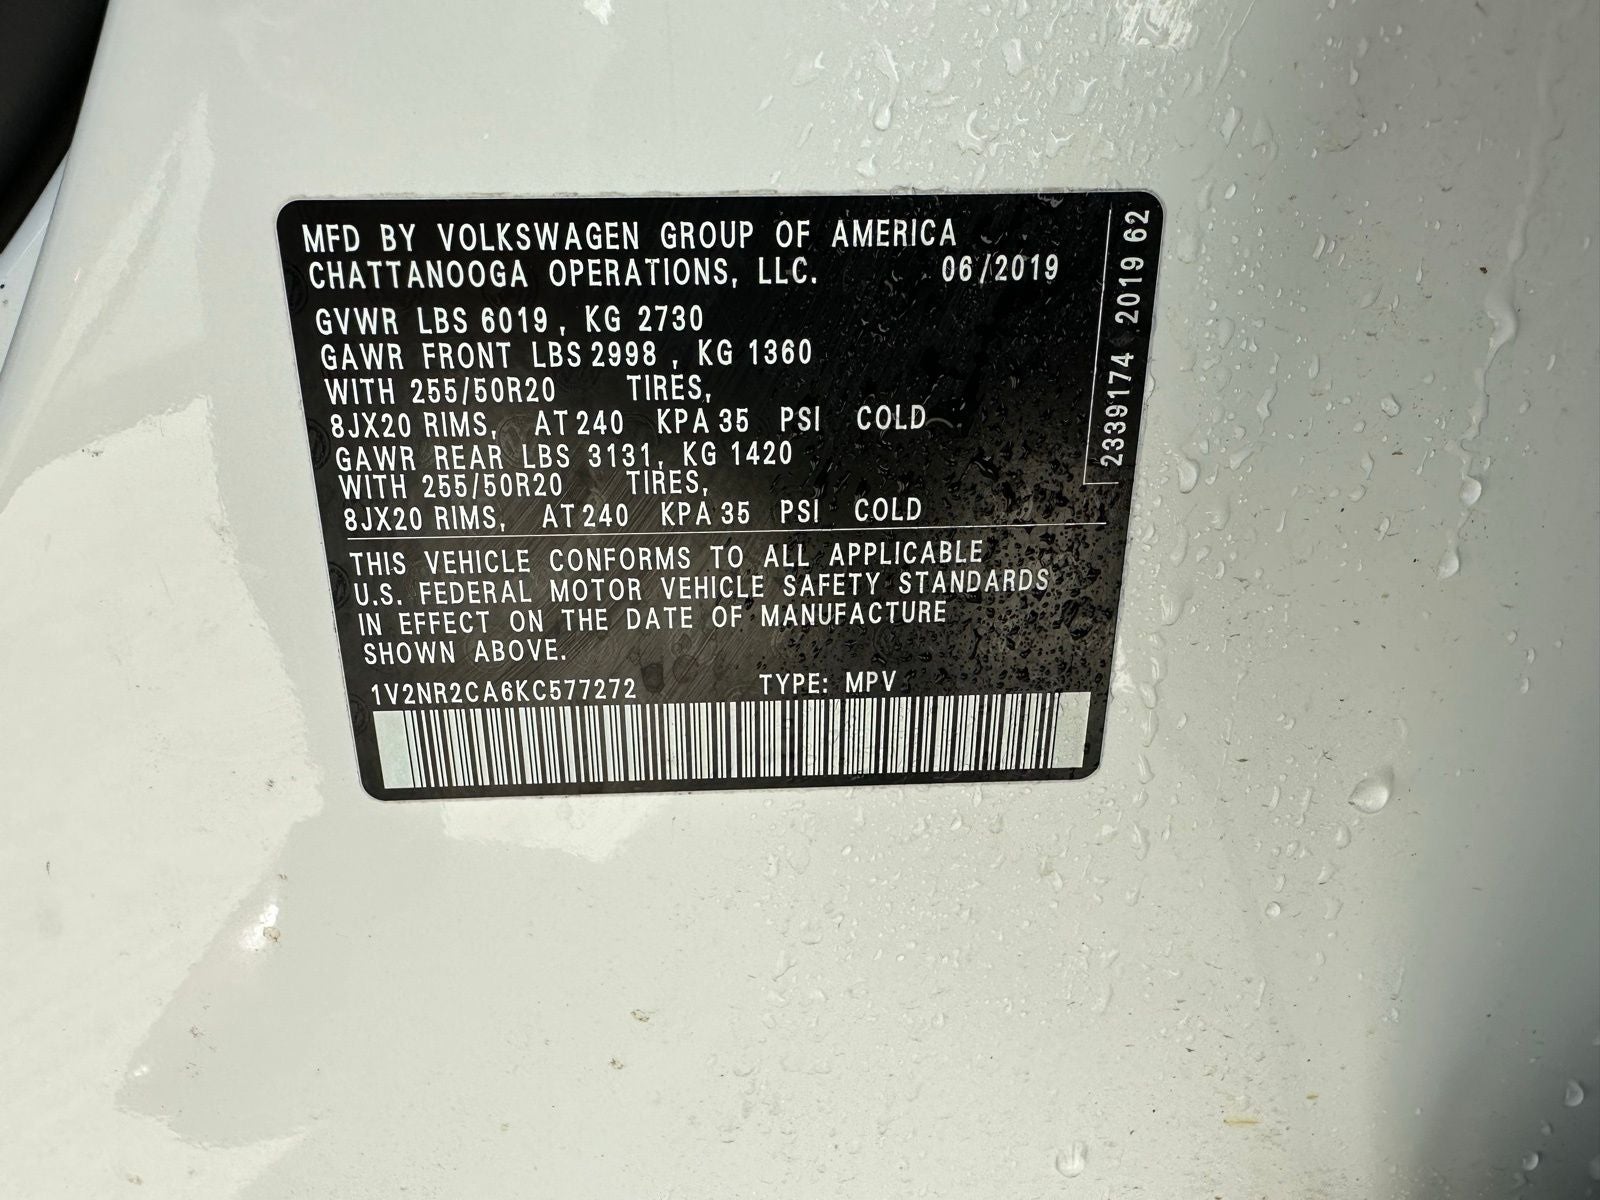 MFD BY VOLKSWAGEN GROUP OF AMERICA
CHATTANOOGA OPERATIONS, LLC. 06/2019
GVWR LBS 6019 , KG 2730
GAWR FRONT LBS 2998 , KG 1360
WITH 255/50R20 TIRES,
8JX20 RIMS, AT 240 KPA 35 PSI COLD
GAWR REAR LBS 3131, KG 1420
WITH 255/50R20 TIRES,
8JX20 RIMS, AT 240 KPA 35 PSI COLD
THIS VEHICLE CONFORMS TO ALL APPLICABLE
U.S. FEDERAL MOTOR VEHICLE SAFETY STANDARDS
IN EFFECT ON THE DATE OF MANUFACTURE
SHOWN ABOVE.
1V2NR2CA6KC577272 TYPE: MPV
2339174 2019 62